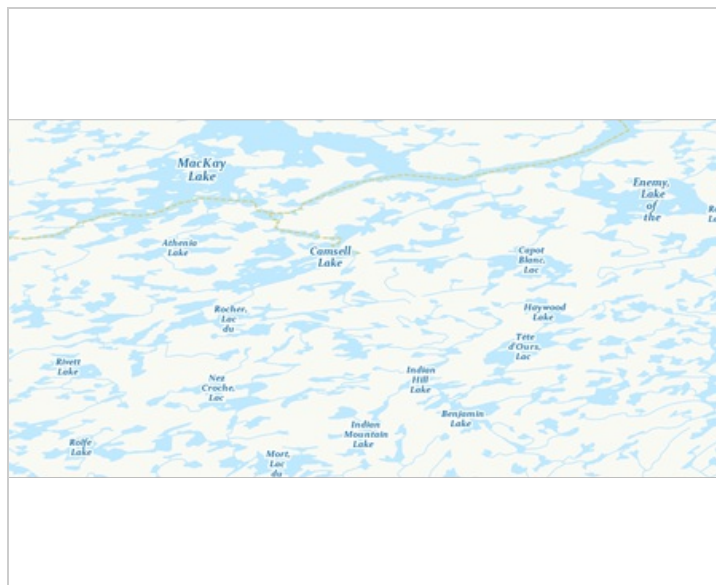 MacKay
Lake
Enemy,
Lake
of
the
Athenia
Lake
Camsell
Lake
Capot
Blanc,
Lac
Rocher,
Lac
du
Haywood
Lake
Tete
d'Ours,
Lac
Rivett
Lake
Nez
Croche,
Lac
Indian
Hill
Lake
Benjamin
Lake
Indian
Mountain
Lake
Rolfe
Lake
Mort,
Lac
du